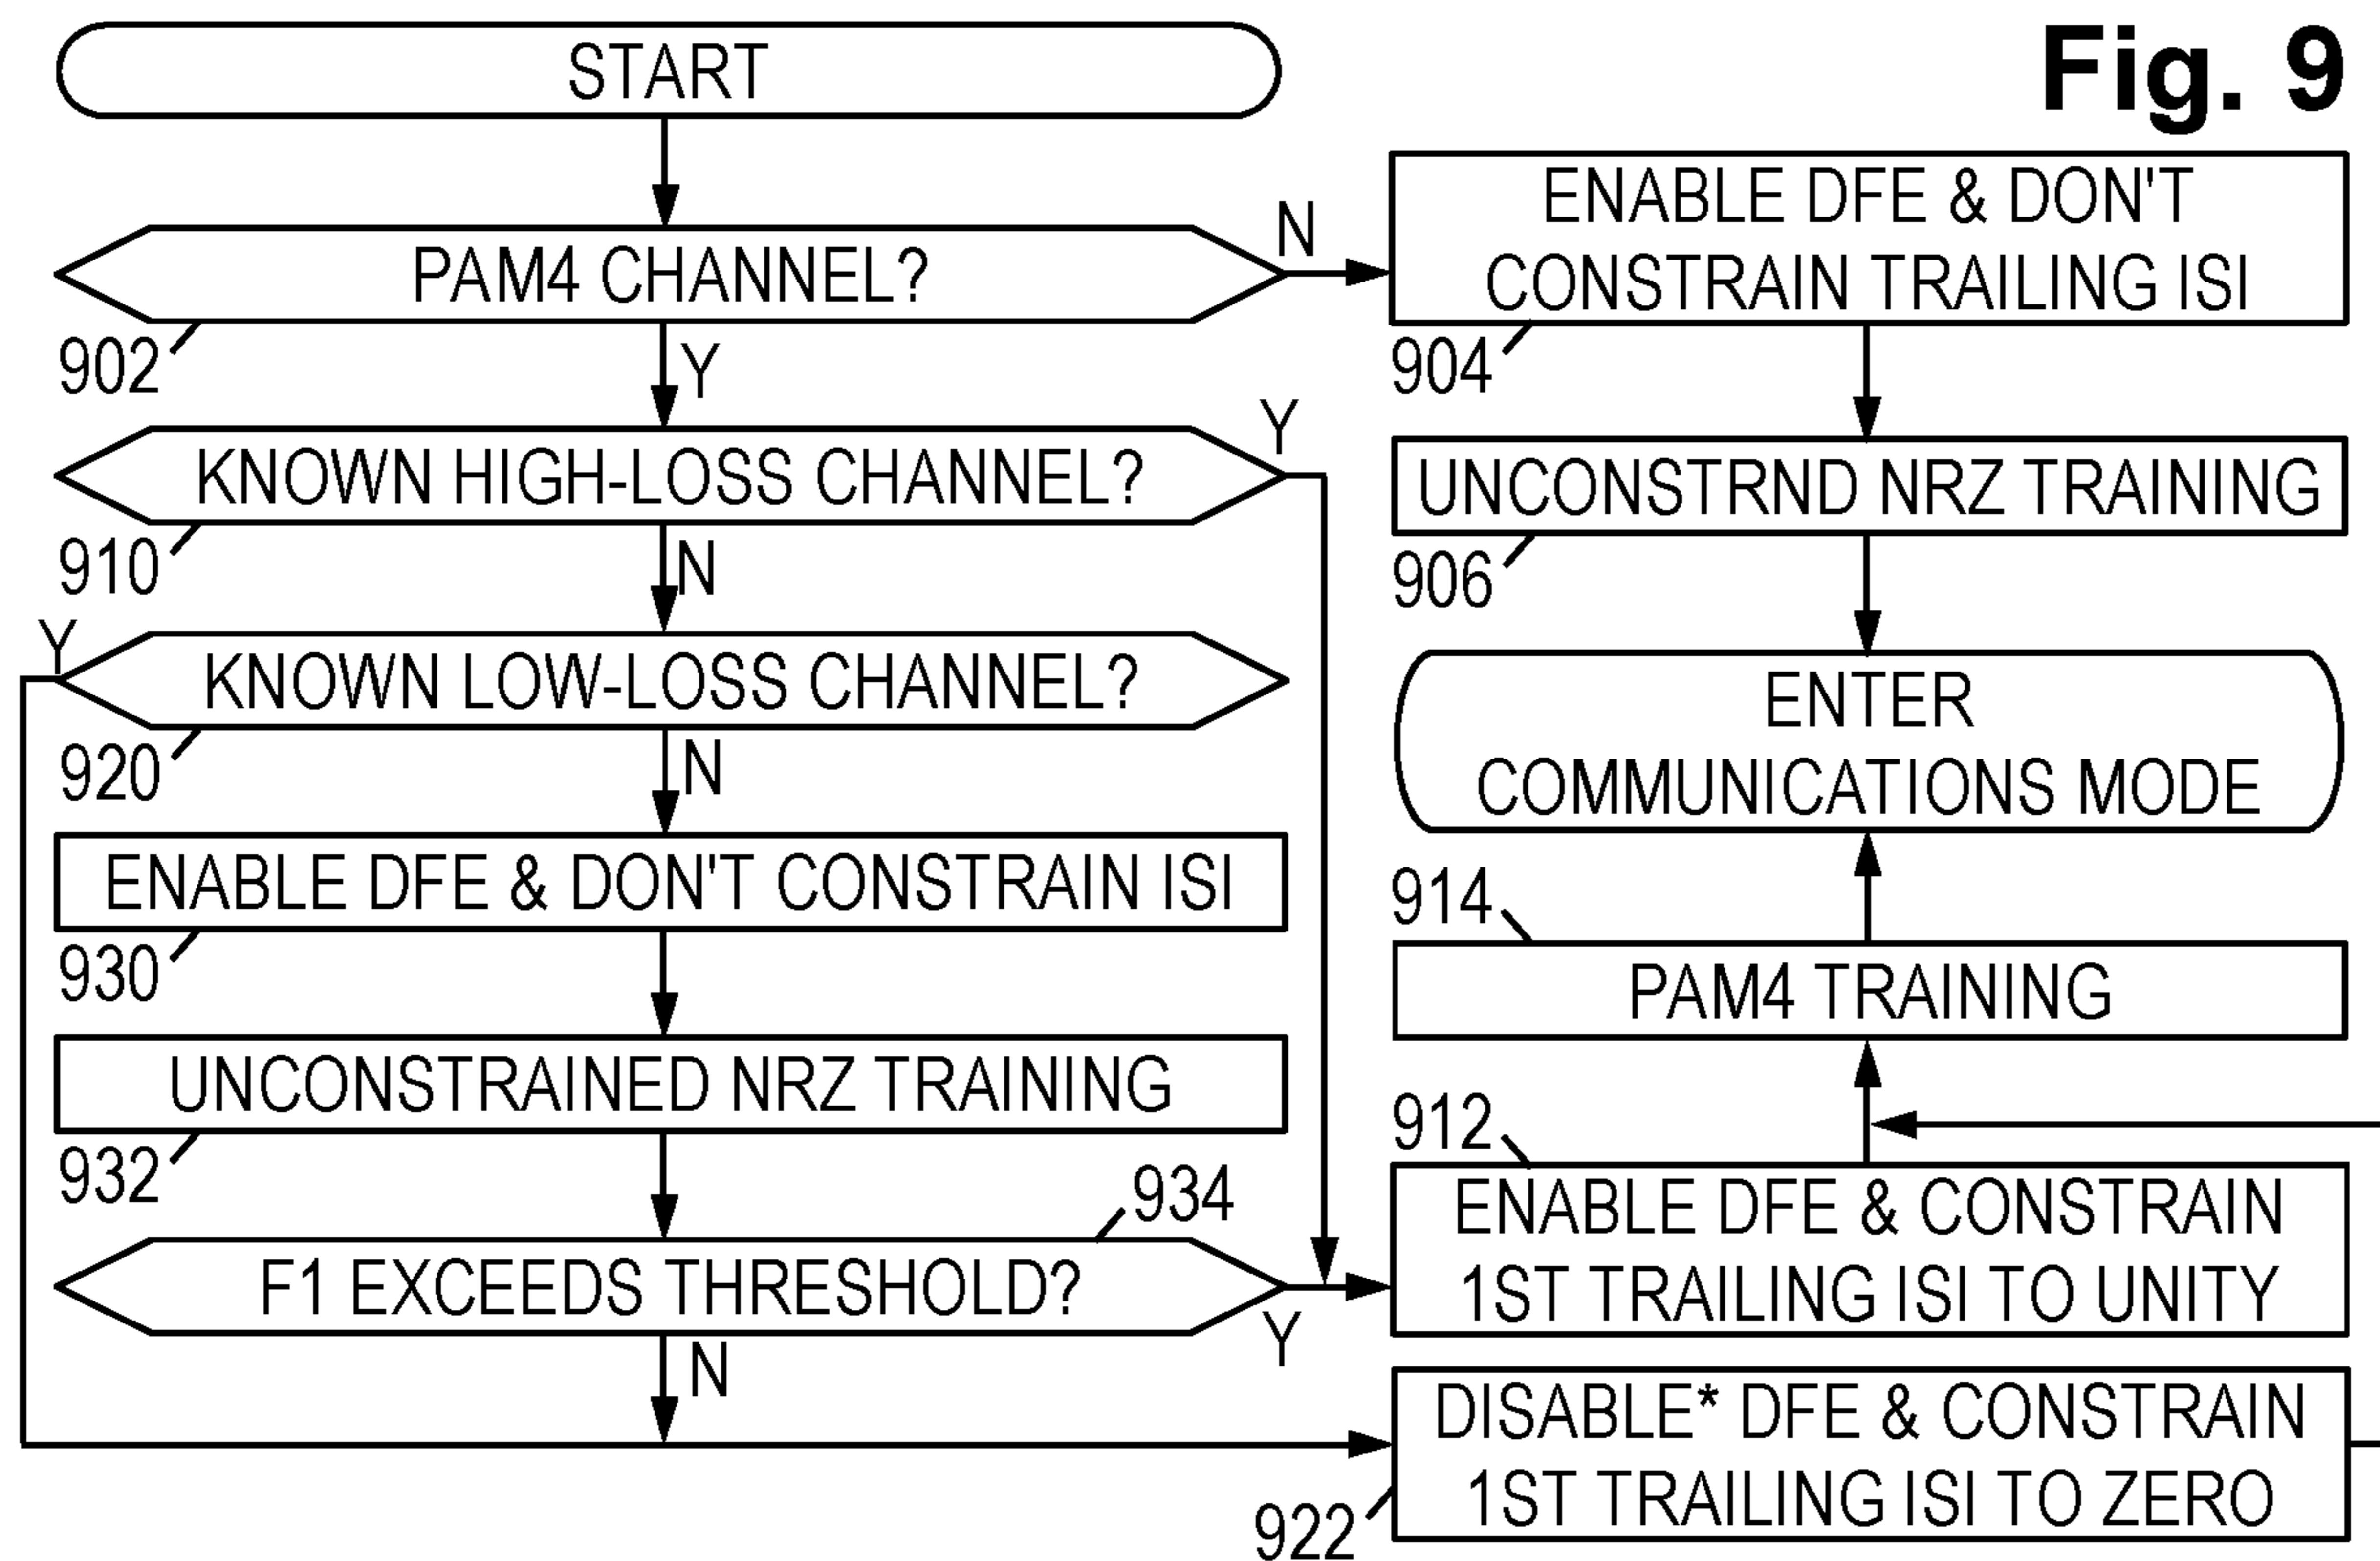 Fig. 9
START
PAM4 CHANNEL?
N
902
Y
KNOWN HIGH-LOSS CHANNEL?
Y
910
N
KNOWN LOW-LOSS CHANNEL?
Y
920
N
ENABLE DFE & DON'T CONSTRAIN ISI
930
UNCONSTRAINED NRZ TRAINING
932
934
F1 EXCEEDS THRESHOLD?
Y
N
ENABLE DFE & DON'T
CONSTRAIN TRAILING ISI
904
UNCONSTRND NRZ TRAINING
906
ENTER
COMMUNICATIONS MODE
914
PAM4 TRAINING
912
ENABLE DFE & CONSTRAIN
1ST TRAILING ISI TO UNITY
DISABLE* DFE & CONSTRAIN
1ST TRAILING ISI TO ZERO
922